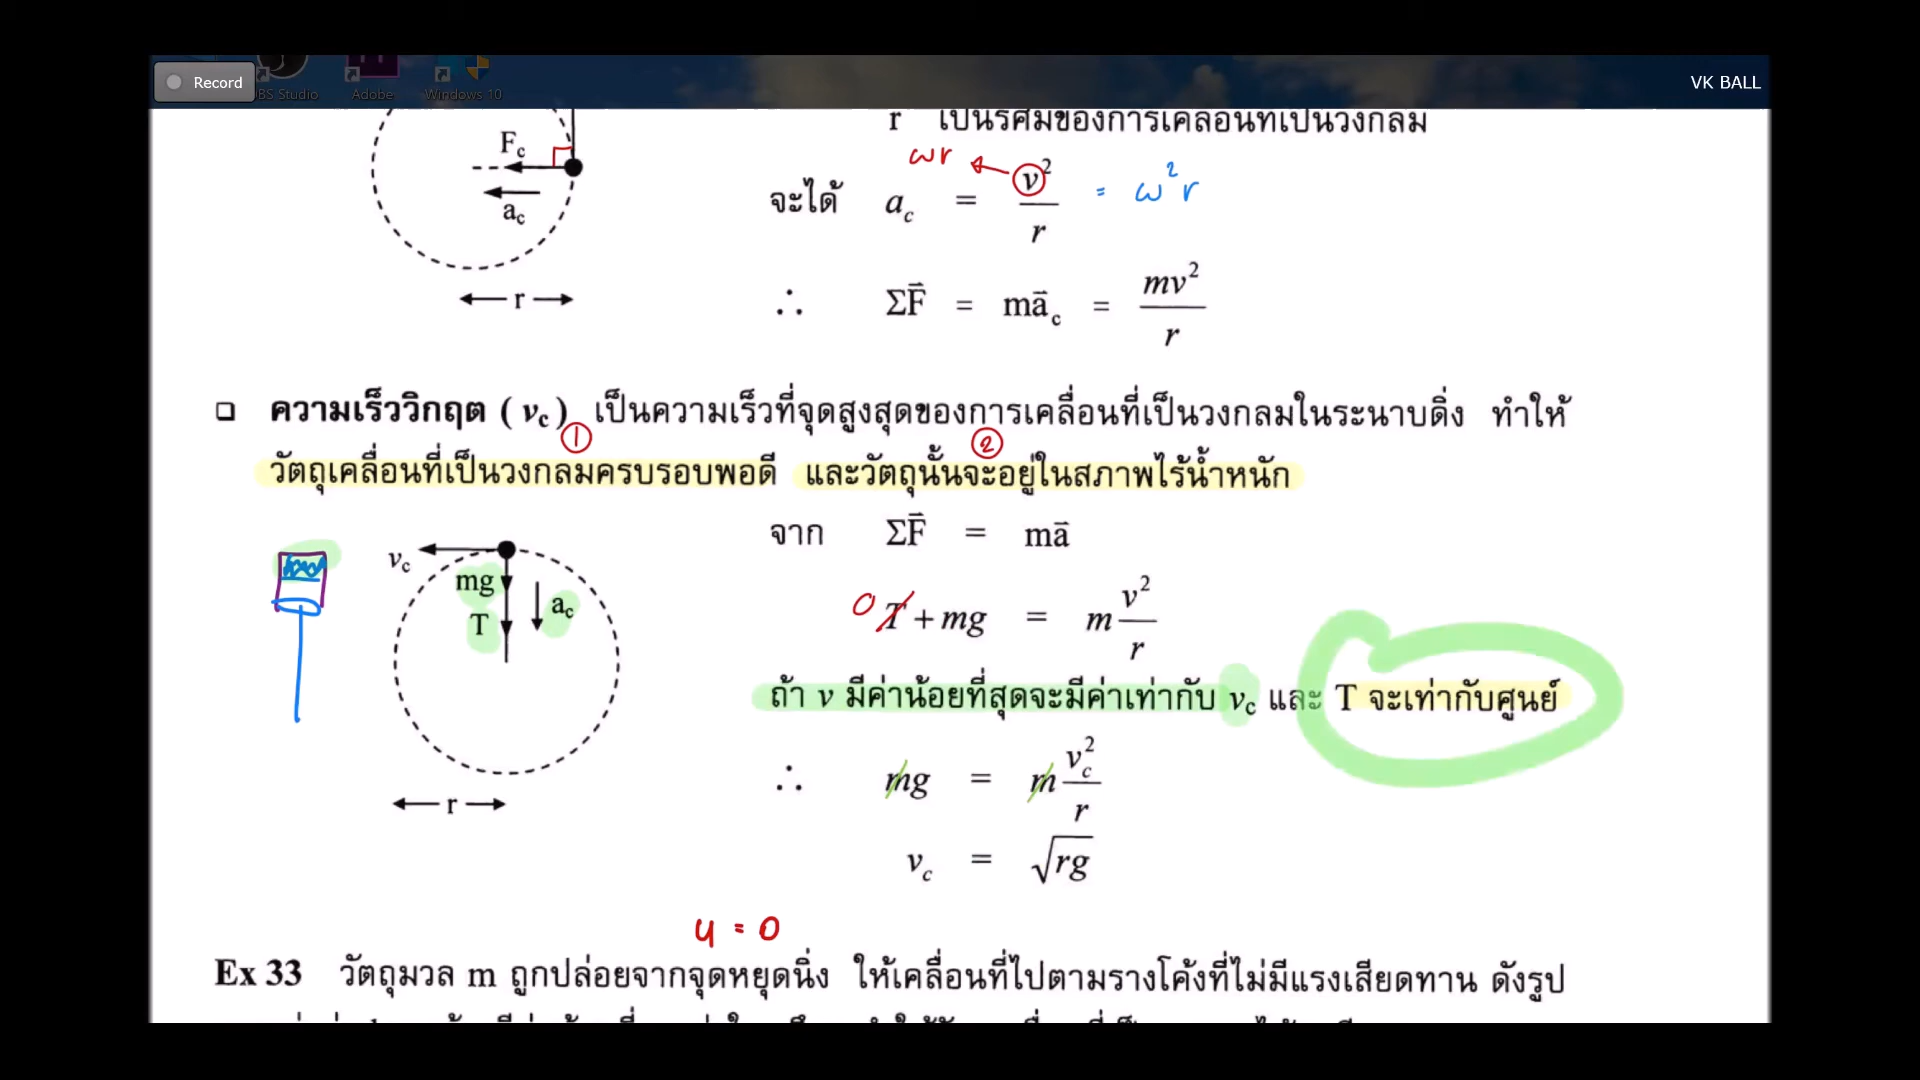 Record
VK BALL
OBS Studio Adobe Windows 10
r เป็นรัศมีของการเคลื่อนที่เป็นวงกลม
F_c
a_c
r
ωr
จะได้ a_c = v²/r = ω²r
∴ ΣF⃗ = ma⃗_c = mv²/r
❑ ความเร็ววิกฤต ( v_c ) เป็นความเร็วที่จุดสูงสุดของการเคลื่อนที่เป็นวงกลมในระนาบดิ่ง ทำให้
① ②
วัตถุเคลื่อนที่เป็นวงกลมครบรอบพอดี และวัตถุนั้นจะอยู่ในสภาพไร้น้ำหนัก
v_c
mg
T
a_c
r
จาก ΣF⃗ = ma⃗
0 T + mg = m v²/r
ถ้า v มีค่าน้อยที่สุดจะมีค่าเท่ากับ v_c และ T จะเท่ากับศูนย์
∴ mg = m v_c²/r
v_c = √rg
u = 0
Ex 33 วัตถุมวล m ถูกปล่อยจากจุดหยุดนิ่ง ให้เคลื่อนที่ไปตามรางโค้งที่ไม่มีแรงเสียดทาน ดังรูป